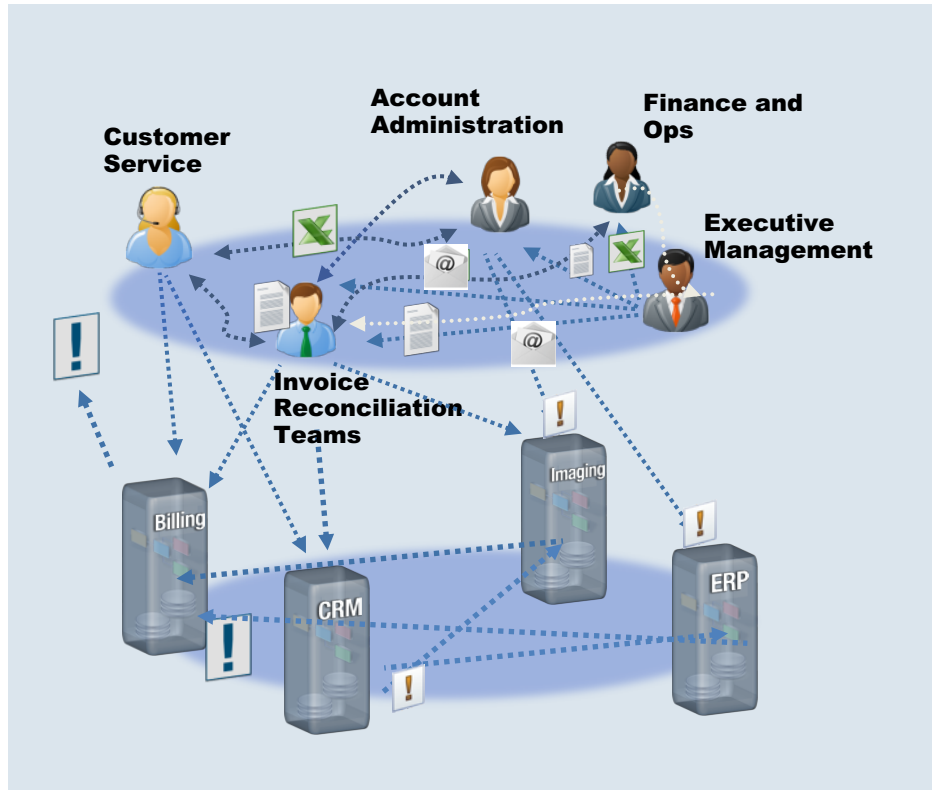 Account
Administration
Finance and
Ops
Customer
Service
Executive
Management
Invoice
Reconciliation
Teams
Imaging
Billing
ERP
CRM